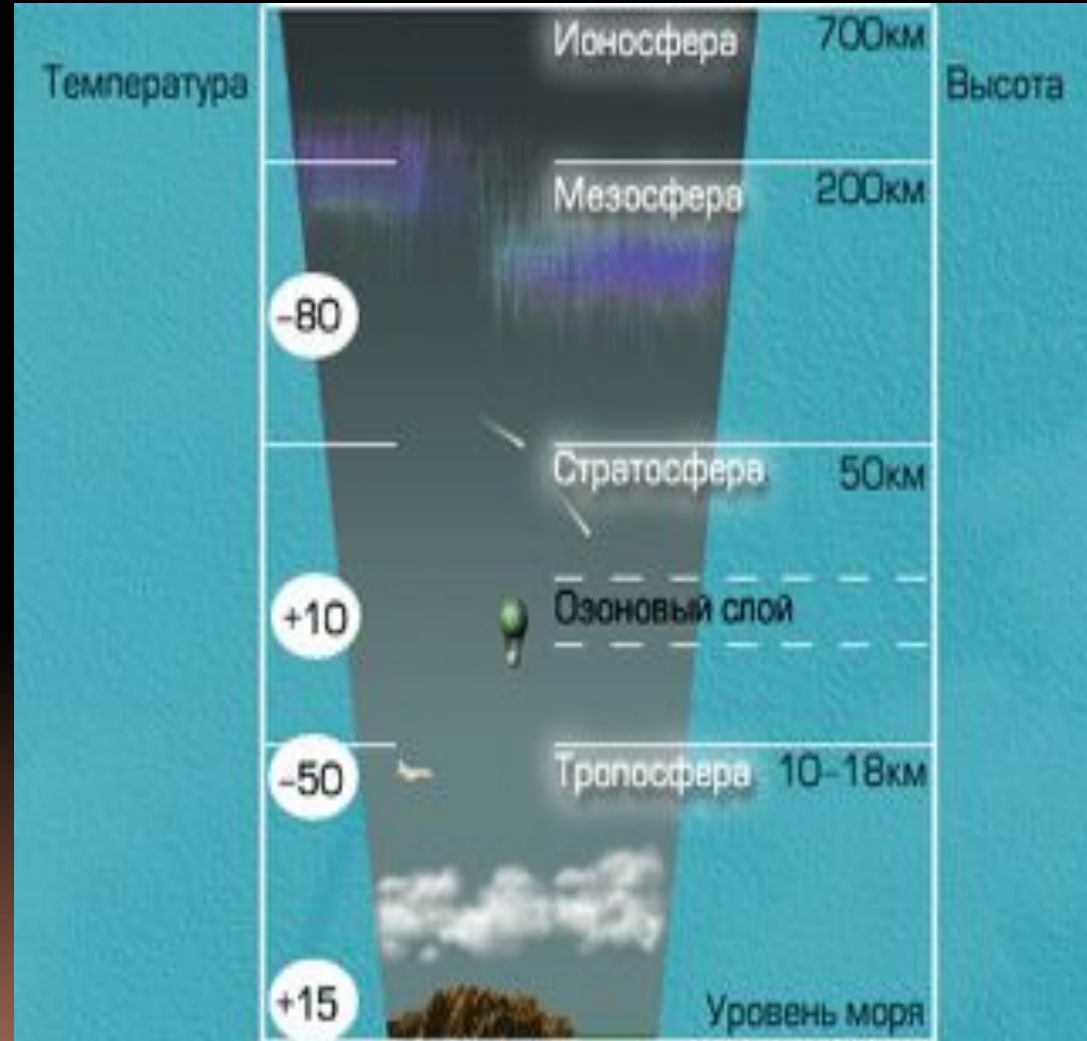 Ионосфера 700км
Температура
Высота
Мезосфера 200км
-80
Стратосфера 50км
+10
Озоновый слой
-50
Тропосфера 10-18км
+15
Уровень моря